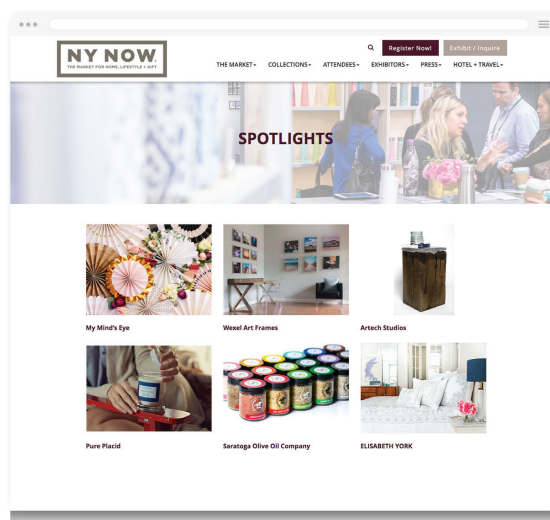 Register Now!
Exhibit / Inquire
NY NOW.
THE MARKET FOR HOME, LIFESTYLE + GIFT
THE MARKET
COLLECTIONS
ATTENDEES
EXHIBITORS
PRESS
HOTEL + TRAVEL
SPOTLIGHTS
My Mind's Eye
Wexel Art Frames
Artech Studios
Pure Placid
Saratoga Olive Oil Company
ELISABETH YORK